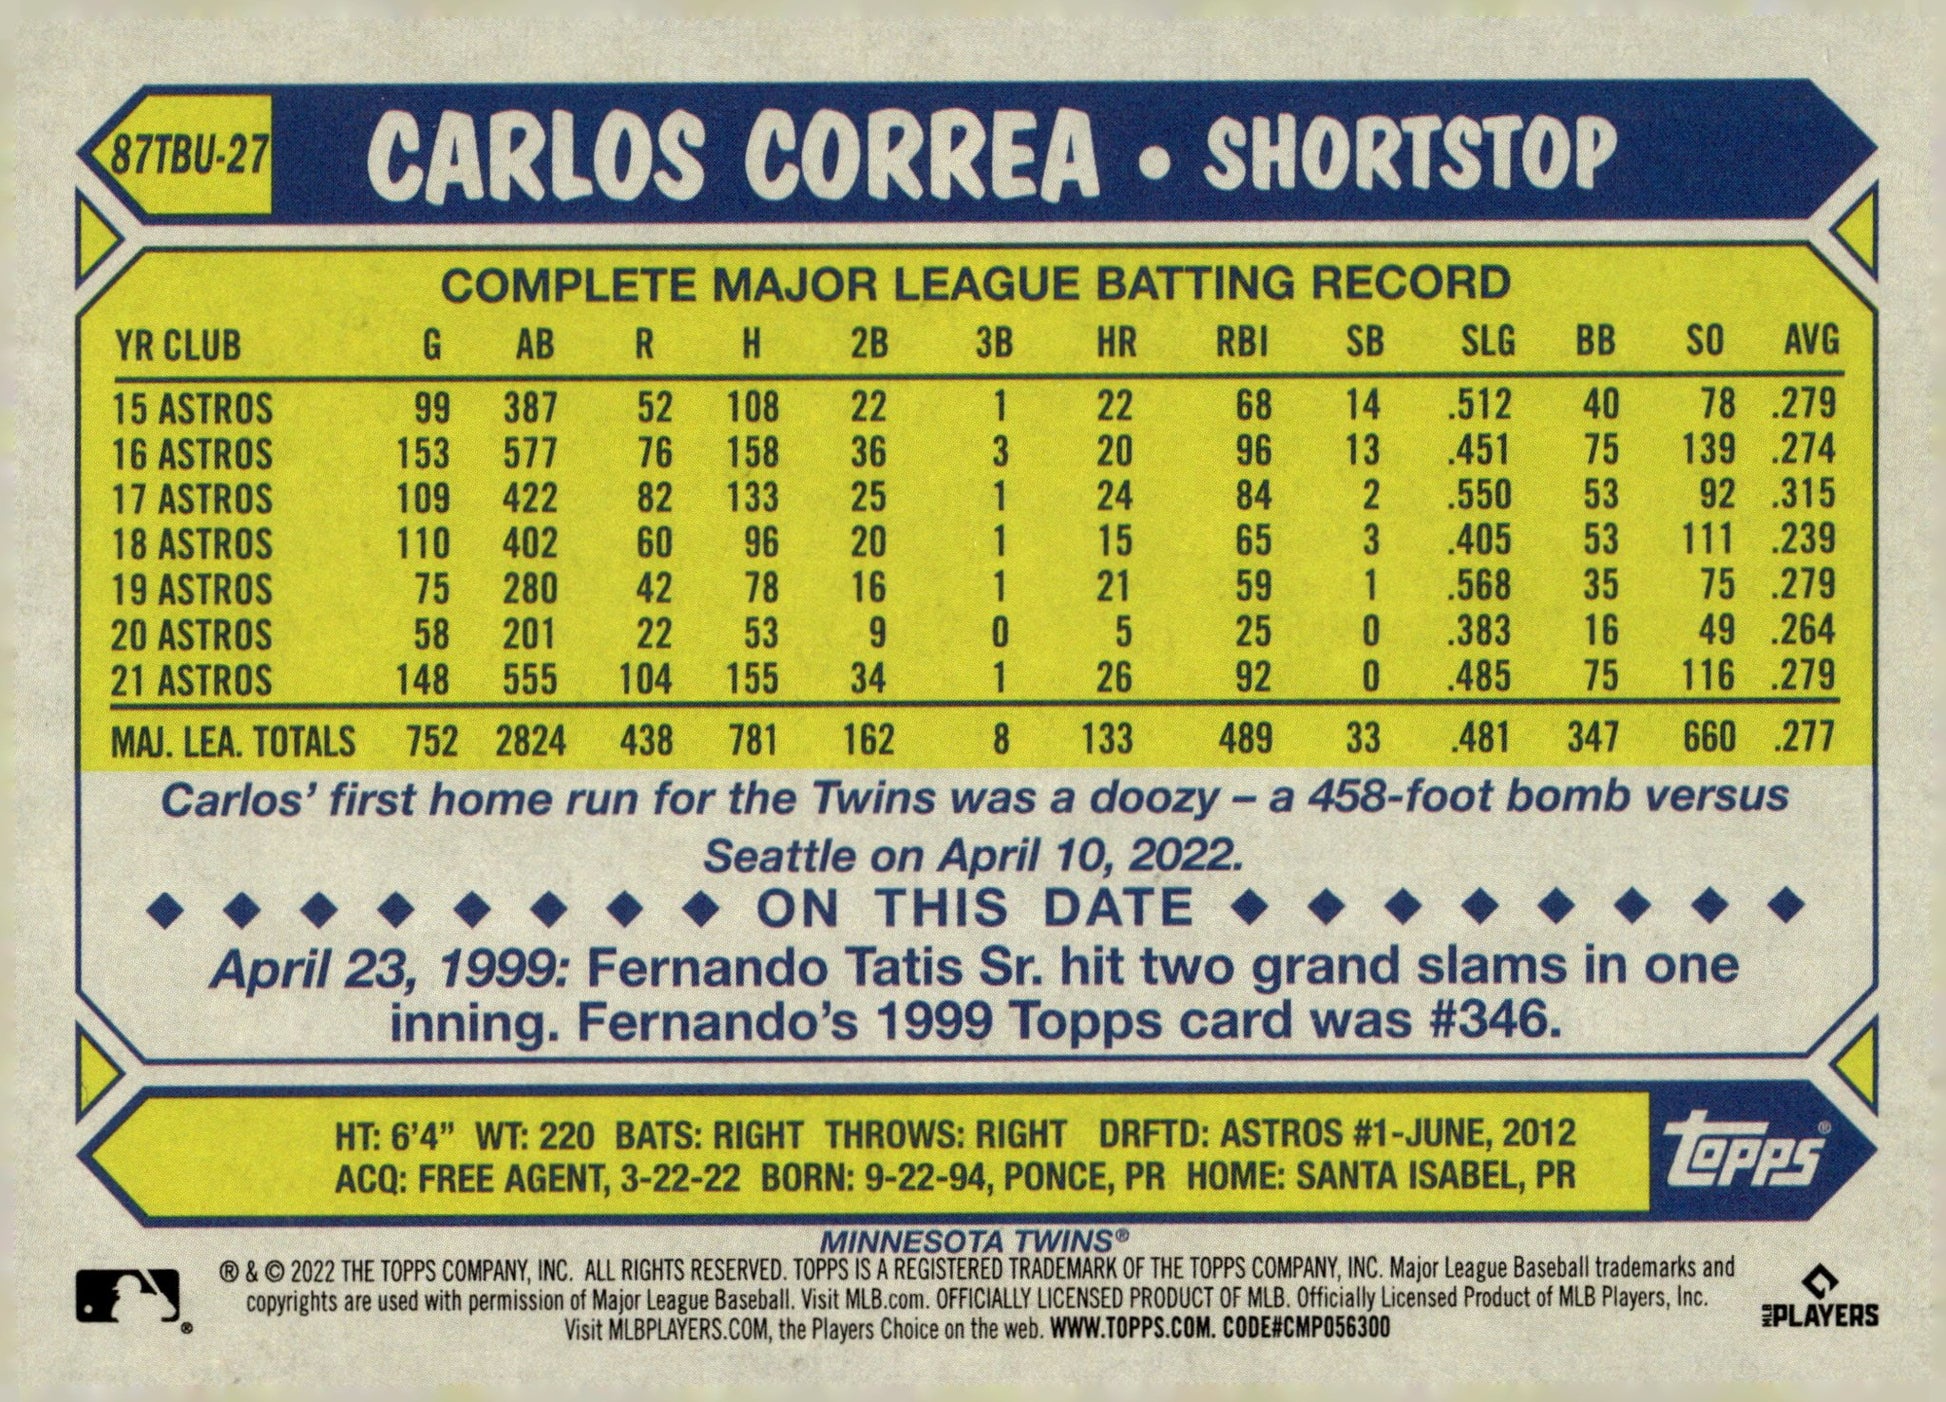 87TBU-27 CARLOS CORREA • SHORTSTOP
COMPLETE MAJOR LEAGUE BATTING RECORD
YR CLUB G AB R H 2B 3B HR RBI SB SLG BB SO AVG
15 ASTROS 99 387 52 108 22 1 22 68 14 .512 40 78 .279
16 ASTROS 153 577 76 158 36 3 20 96 13 .451 75 139 .274
17 ASTROS 109 422 82 133 25 1 24 84 2 .550 53 92 .315
18 ASTROS 110 402 60 96 20 1 15 65 3 .405 53 111 .239
19 ASTROS 75 280 42 78 16 1 21 59 1 .568 35 75 .279
20 ASTROS 58 201 22 53 9 0 5 25 0 .383 16 49 .264
21 ASTROS 148 555 104 155 34 1 26 92 0 .485 75 116 .279
MAJ. LEA. TOTALS 752 2824 438 781 162 8 133 489 33 .481 347 660 .277
Carlos' first home run for the Twins was a doozy – a 458-foot bomb versus
Seattle on April 10, 2022.
ON THIS DATE
April 23, 1999: Fernando Tatis Sr. hit two grand slams in one
inning. Fernando's 1999 Topps card was #346.
HT: 6'4" WT: 220 BATS: RIGHT THROWS: RIGHT DRFTD: ASTROS #1-JUNE, 2012
ACQ: FREE AGENT, 3-22-22 BORN: 9-22-94, PONCE, PR HOME: SANTA ISABEL, PR
topps®
MINNESOTA TWINS®
® & © 2022 THE TOPPS COMPANY, INC. ALL RIGHTS RESERVED. TOPPS IS A REGISTERED TRADEMARK OF THE TOPPS COMPANY, INC. Major League Baseball trademarks and
copyrights are used with permission of Major League Baseball. Visit MLB.com. OFFICIALLY LICENSED PRODUCT OF MLB. Officially Licensed Product of MLB Players, Inc.
Visit MLBPLAYERS.COM, the Players Choice on the web. WWW.TOPPS.COM. CODE#CMP056300
®
MLB PLAYERS